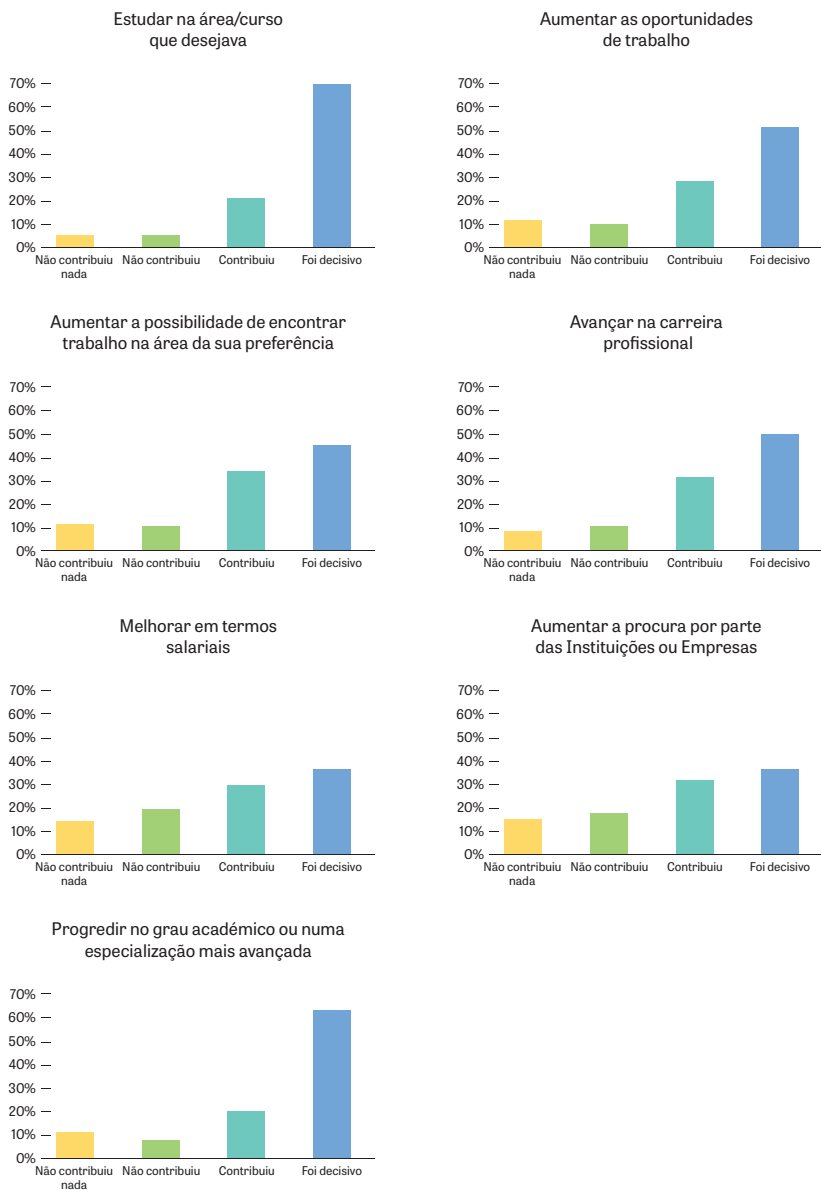 Estudar na área/curso
que desejava
70%
60%
50%
40%
30%
20%
10%
0%
Não contribuiu Não contribuiu Contribuiu Foi decisivo
nada
Aumentar as oportunidades
de trabalho
70%
60%
50%
40%
30%
20%
10%
0%
Não contribuiu Não contribuiu Contribuiu Foi decisivo
nada
Aumentar a possibilidade de encontrar
trabalho na área da sua preferência
70%
60%
50%
40%
30%
20%
10%
0%
Não contribuiu Não contribuiu Contribuiu Foi decisivo
nada
Avançar na carreira
profissional
70%
60%
50%
40%
30%
20%
10%
0%
Não contribuiu Não contribuiu Contribuiu Foi decisivo
nada
Melhorar em termos
salariais
70%
60%
50%
40%
30%
20%
10%
0%
Não contribuiu Não contribuiu Contribuiu Foi decisivo
nada
Aumentar a procura por parte
das Instituições ou Empresas
70%
60%
50%
40%
30%
20%
10%
0%
Não contribuiu Não contribuiu Contribuiu Foi decisivo
nada
Progredir no grau académico ou numa
especialização mais avançada
70%
60%
50%
40%
30%
20%
10%
0%
Não contribuiu Não contribuiu Contribuiu Foi decisivo
nada